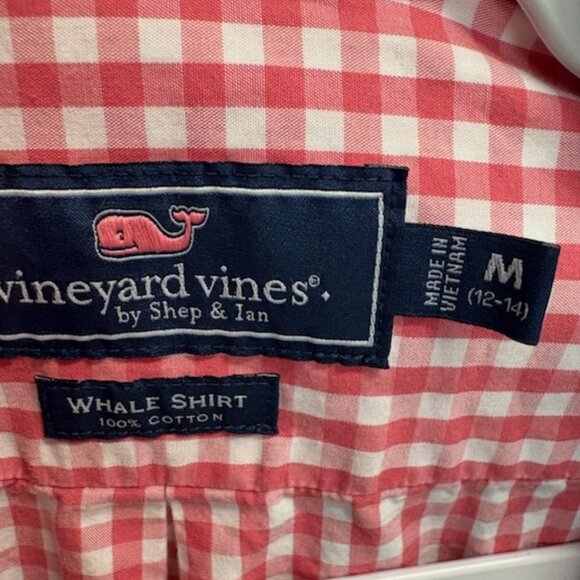 vineyard vines®
by Shep & Ian
MADE IN
VIETNAM
M
(12-14)
WHALE SHIRT
100% COTTON